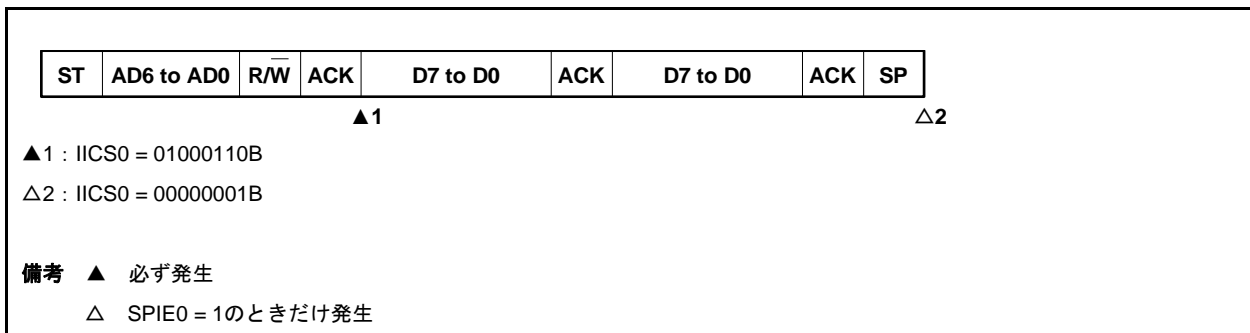 ST AD6 to AD0 R/W̅ ACK D7 to D0 ACK D7 to D0 ACK SP
▲1 △2
▲1：IICS0 = 01000110B
△2：IICS0 = 00000001B
備考 ▲ 必ず発生
△ SPIE0 = 1のときだけ発生